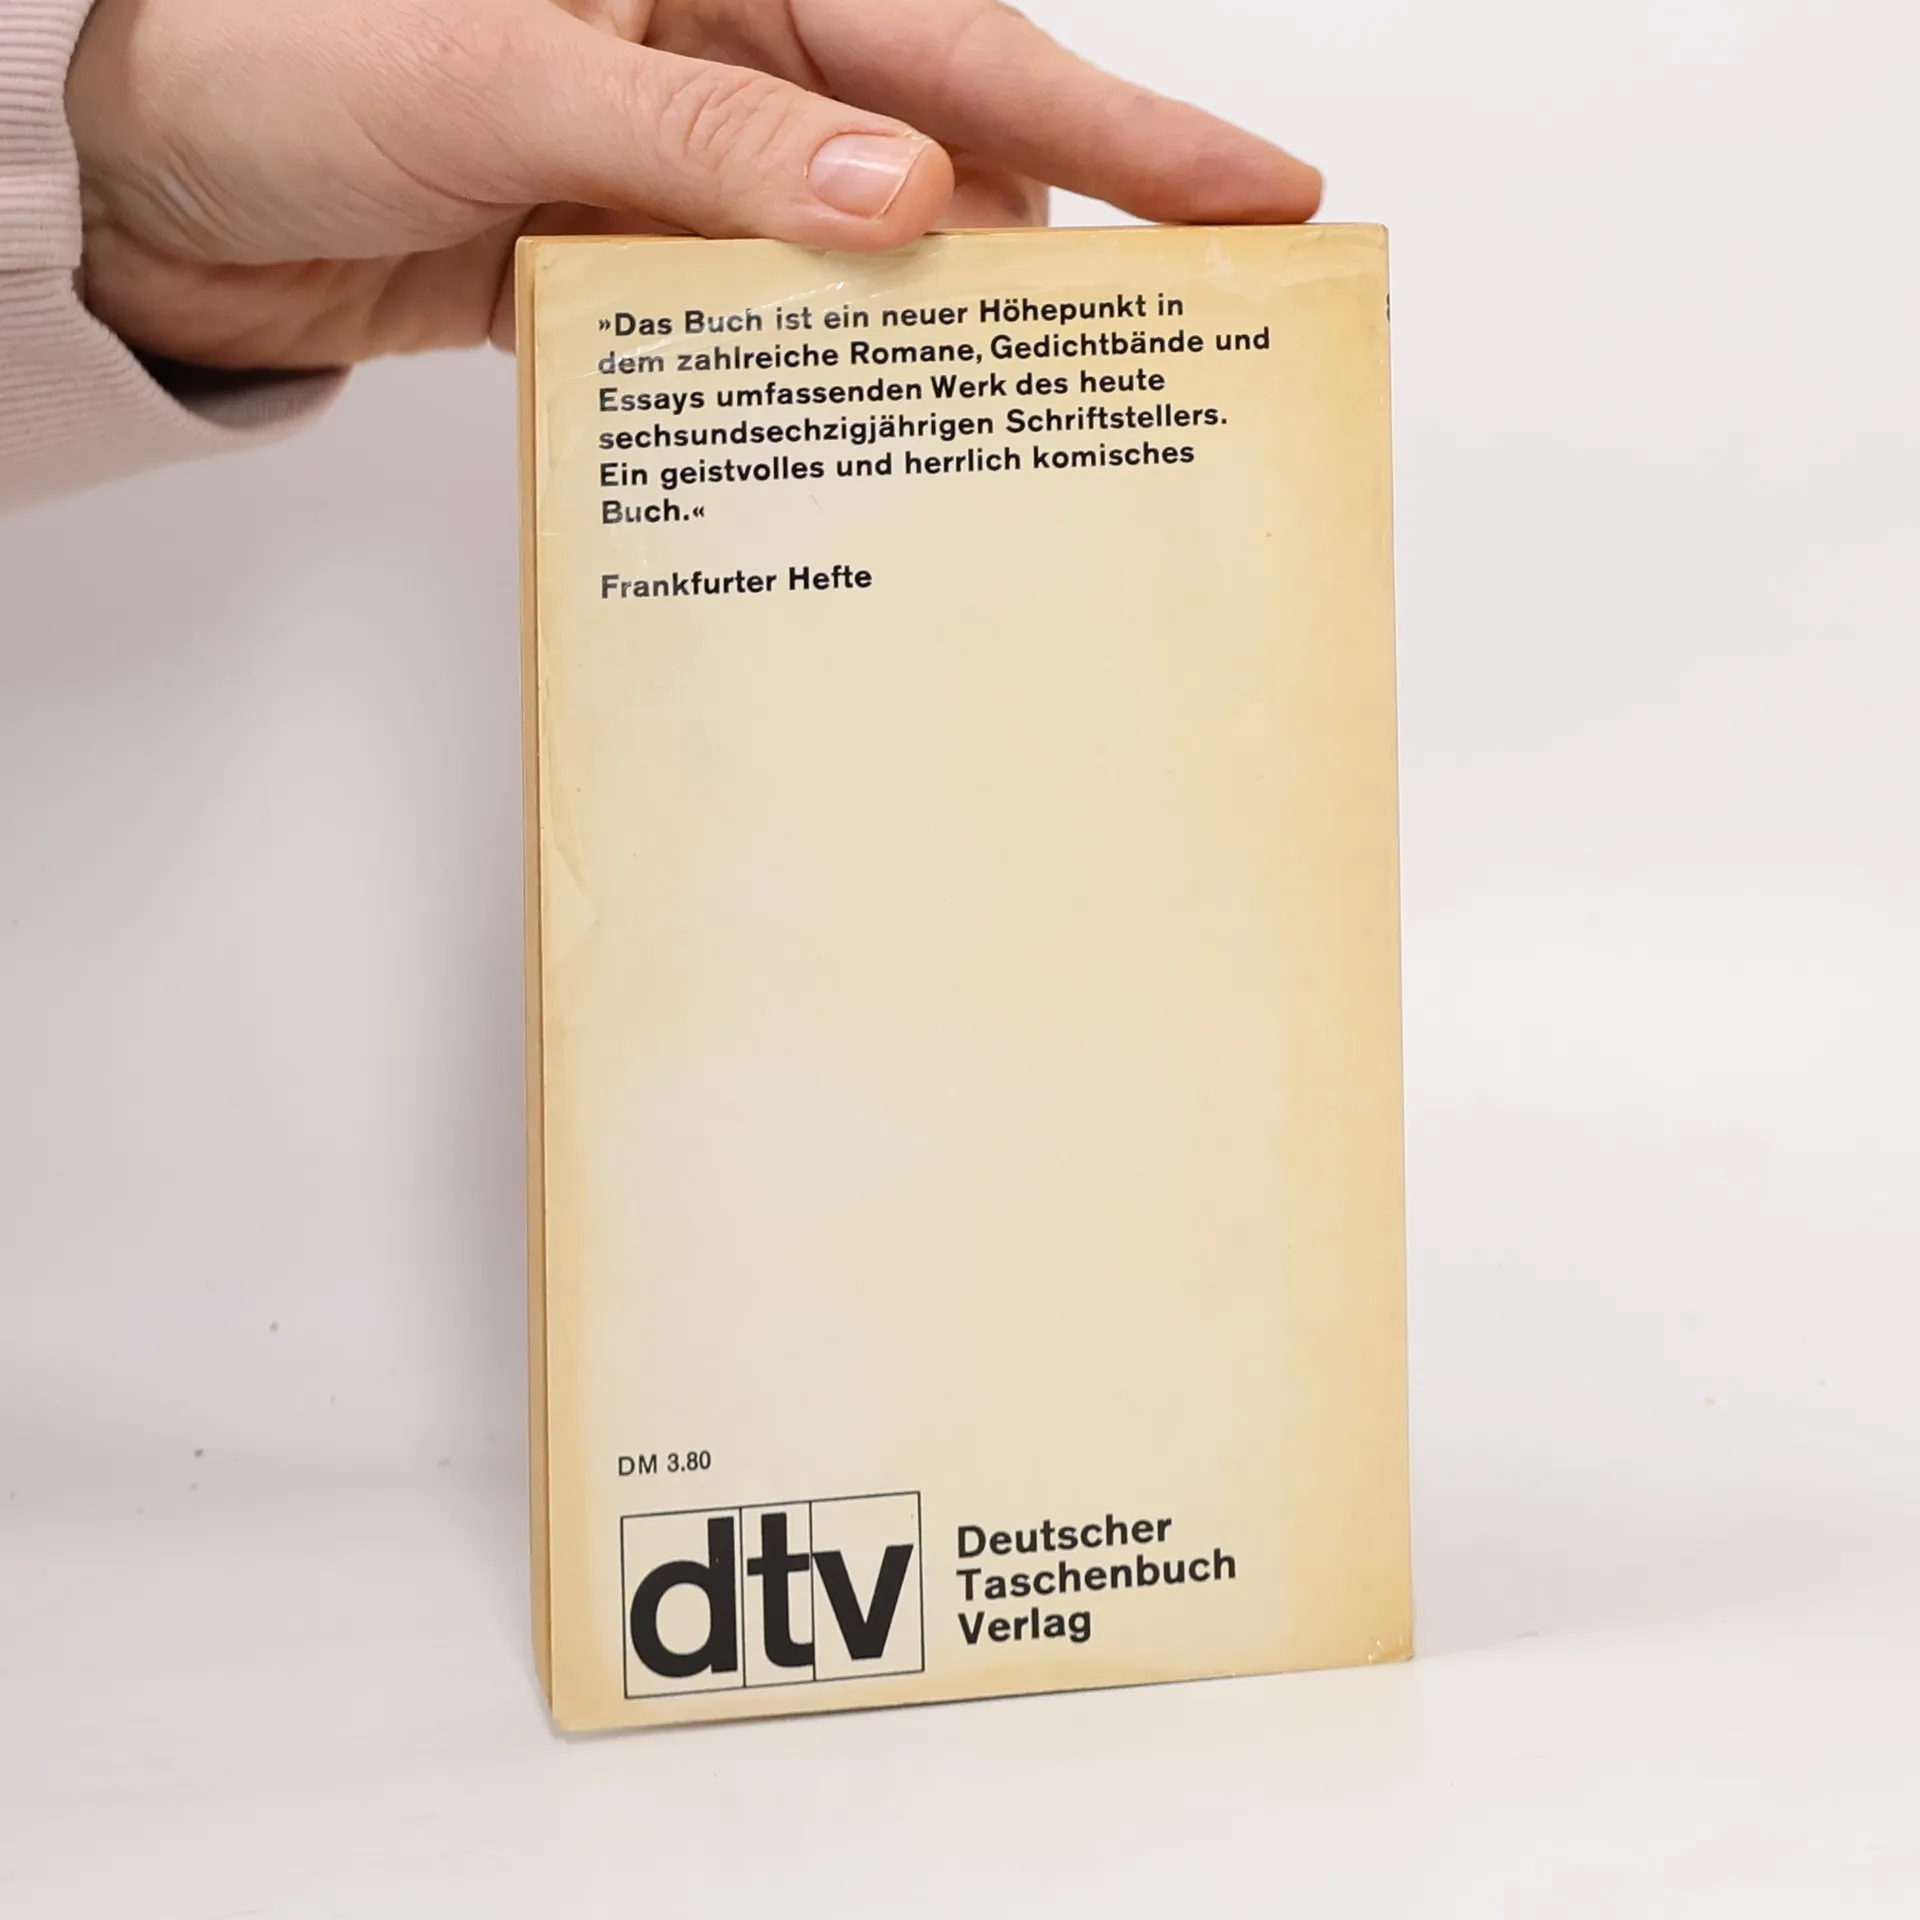 »Das Buch ist ein neuer Höhepunkt in
dem zahlreiche Romane, Gedichtbände und
Essays umfassenden Werk des heute
sechsundsechzigjährigen Schriftstellers.
Ein geistvolles und herrlich komisches
Buch.«
Frankfurter Hefte
DM 3.80
dtv
Deutscher
Taschenbuch
Verlag